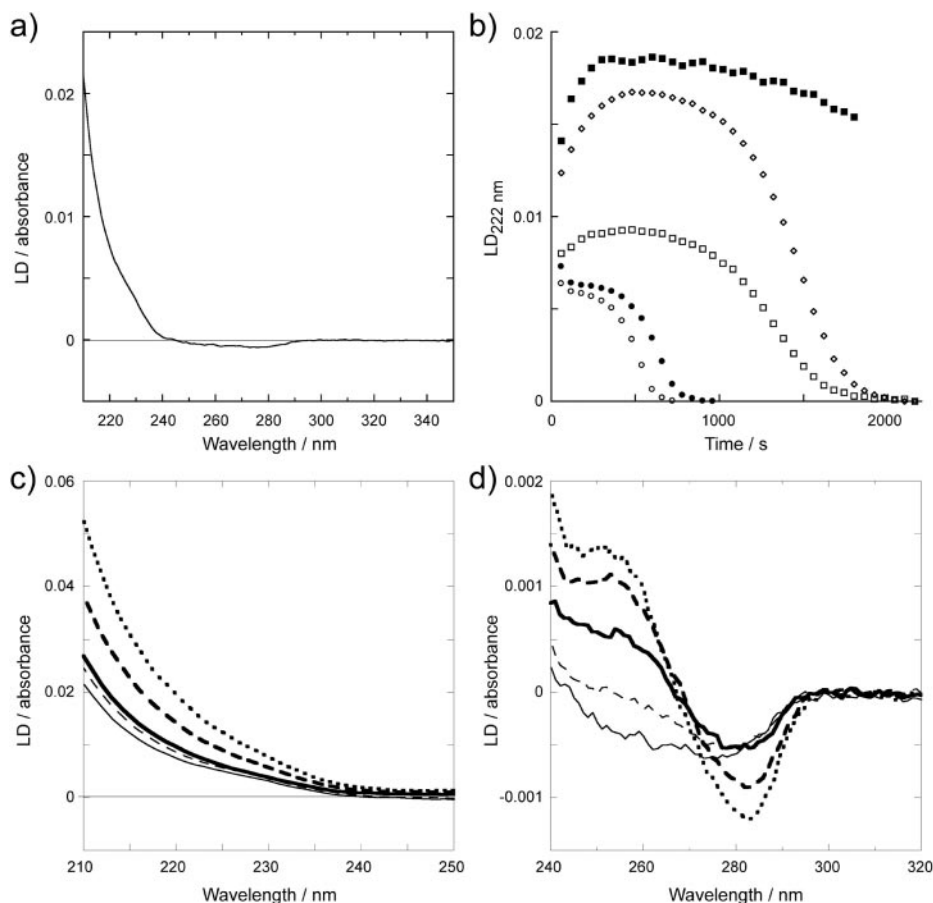 a)
0.02
0.01
0
LD / absorbance
220 240 260 280 300 320 340
Wavelength / nm
b)
0.02
0.01
0
LD222 nm
0 1000 2000
Time / s
c)
0.06
0.04
0.02
0
LD / absorbance
210 220 230 240 250
Wavelength / nm
d)
0.002
0.001
0
-0.001
LD / absorbance
240 260 280 300 320
Wavelength / nm